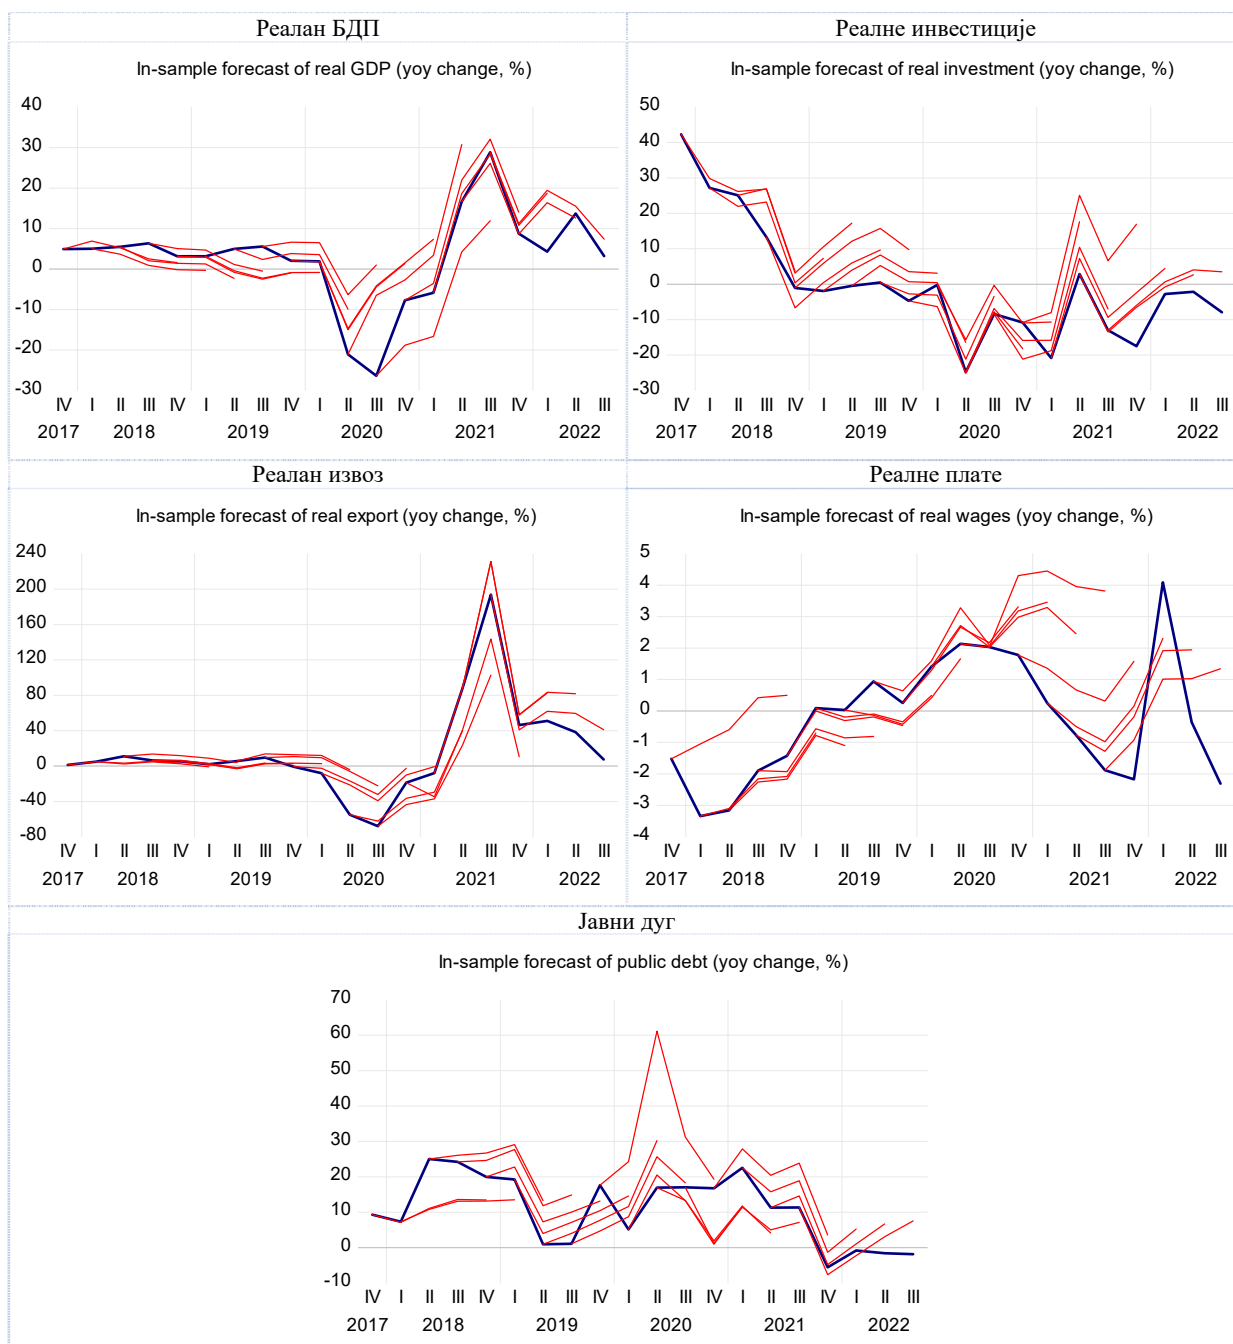 Реалан БДП
Реалне инвестиције
In-sample forecast of real GDP (yoy change, %)
In-sample forecast of real investment (yoy change, %)
40
30
20
10
0
-10
-20
-30
IV I II III IV I II III IV I II III IV I II III IV I II III
2017 2018 2019 2020 2021 2022
50
40
30
20
10
0
-10
-20
-30
IV I II III IV I II III IV I II III IV I II III IV I II III
2017 2018 2019 2020 2021 2022
Реалан извоз
Реалне плате
In-sample forecast of real export (yoy change, %)
In-sample forecast of real wages (yoy change, %)
240
200
160
120
80
40
0
-40
-80
IV I II III IV I II III IV I II III IV I II III IV I II III
2017 2018 2019 2020 2021 2022
5
4
3
2
1
0
-1
-2
-3
-4
IV I II III IV I II III IV I II III IV I II III IV I II III
2017 2018 2019 2020 2021 2022
Јавни дуг
In-sample forecast of public debt (yoy change, %)
70
60
50
40
30
20
10
0
-10
IV I II III IV I II III IV I II III IV I II III IV I II III
2017 2018 2019 2020 2021 2022